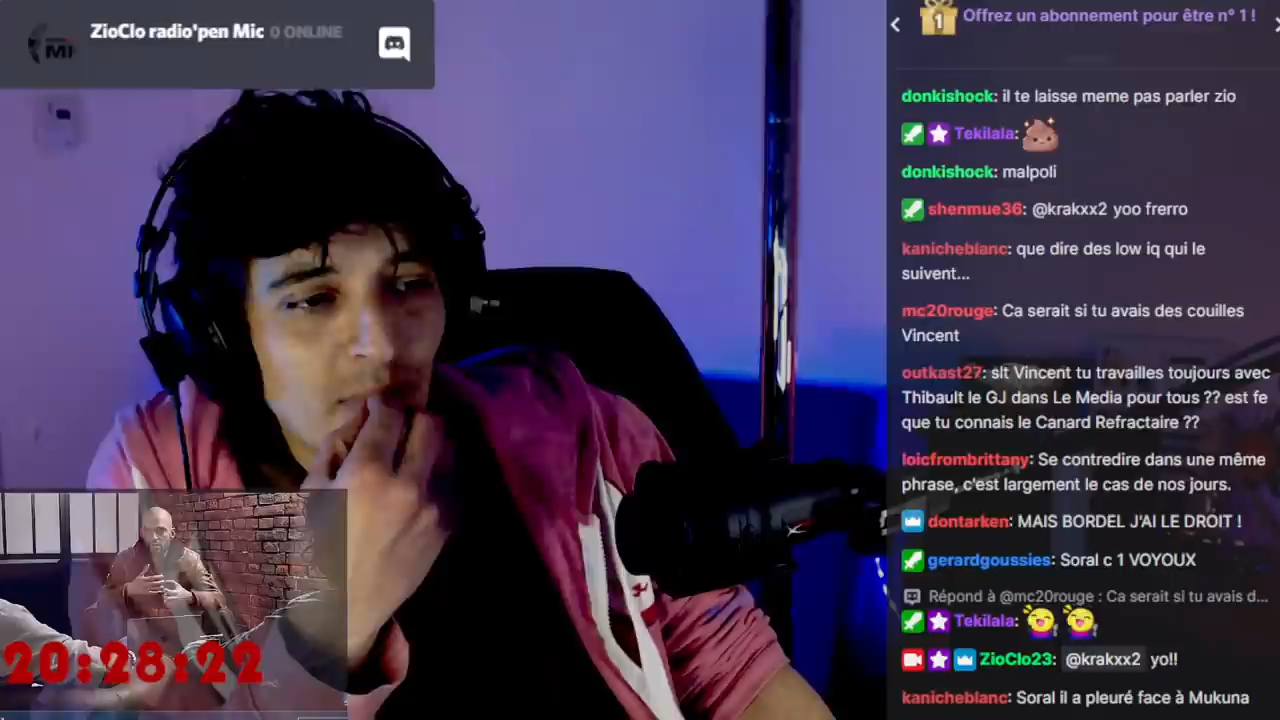 ZioClo radio'pen Mic 0 ONLINE
MI
Offrez un abonnement pour être n° 1 !
1
donkishock: il te laisse meme pas parler zio
Tekilala:
donkishock: malpoli
shenmue36: @krakxx2 yoo frerro
kanicheblanc: que dire des low iq qui le
suivent...
mc20rouge: Ca serait si tu avais des couilles
Vincent
outkast27: slt Vincent tu travailles toujours avec
Thibault le GJ dans Le Media pour tous ?? est fe
que tu connais le Canard Refractaire ??
loicfrombrittany: Se contredire dans une même
phrase, c'est largement le cas de nos jours.
dontarken: MAIS BORDEL J'AI LE DROIT !
gerardgoussies: Soral c 1 VOYOUX
Répond à @mc20rouge : Ca serait si tu avais d...
Tekilala:
ZioClo23: @krakxx2 yo!!
kanicheblanc: Soral il a pleuré face à Mukuna
20:28:22